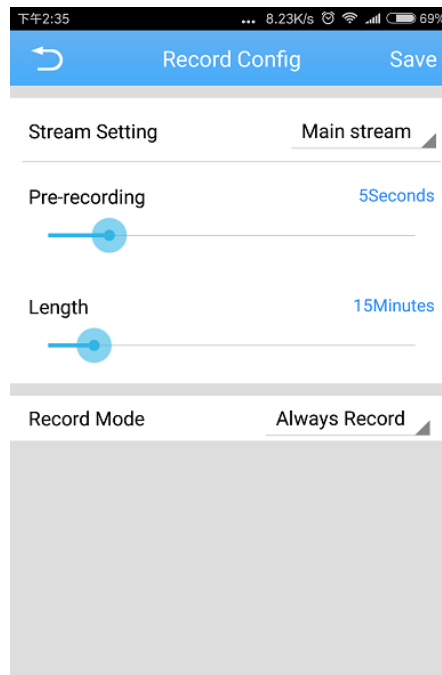 下午2:35 ... 8.23K/s 69%
Record Config Save
Stream Setting Main stream
Pre-recording 5Seconds
Length 15Minutes
Record Mode Always Record